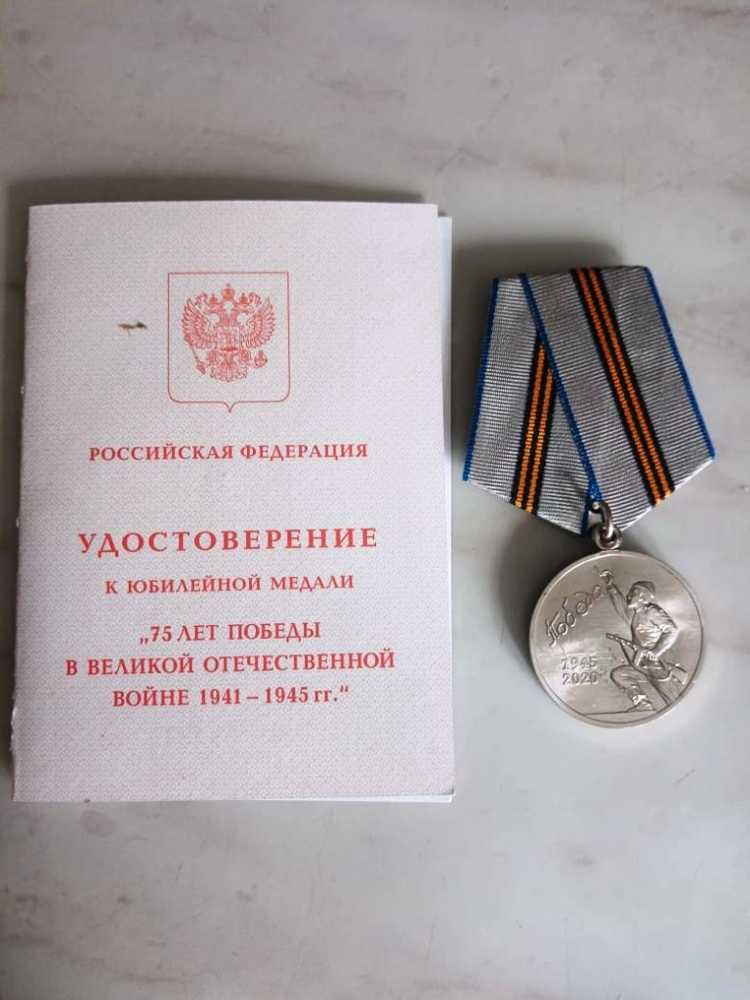 РОССИЙСКАЯ ФЕДЕРАЦИЯ
УДОСТОВЕРЕНИЕ
К ЮБИЛЕЙНОЙ МЕДАЛИ
„75 ЛЕТ ПОБЕДЫ
В ВЕЛИКОЙ ОТЕЧЕСТВЕННОЙ
ВОЙНЕ 1941 – 1945 гг."
Победа
1945
2020